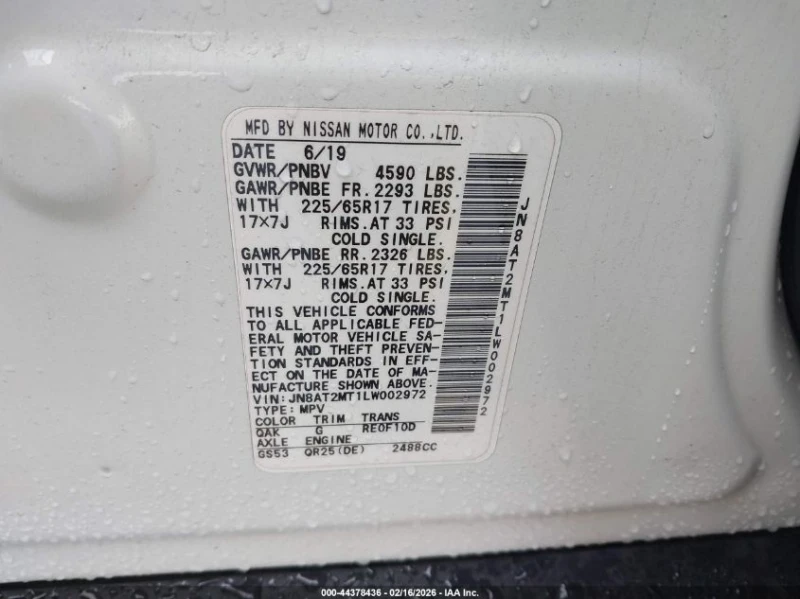 MFD BY NISSAN MOTOR CO.,LTD.
DATE 6/19
GVWR/PNBV 4590 LBS.
GAWR/PNBE FR. 2293 LBS.
WITH 225/65R17 TIRES,
17×7J RIMS.AT 33 PSI
COLD SINGLE.
GAWR/PNBE RR. 2326 LBS.
WITH 225/65R17 TIRES,
17×7J RIMS.AT 33 PSI
COLD SINGLE.
THIS VEHICLE CONFORMS
TO ALL APPLICABLE FED-
ERAL MOTOR VEHICLE SA-
FETY AND THEFT PREVEN-
TION STANDARDS IN EFF-
ECT ON THE DATE OF MA-
NUFACTURE SHOWN ABOVE.
VIN: JN8AT2MT1LW002972
TYPE: MPV
COLOR TRIM TRANS
QAK G RE0F10D
AXLE ENGINE
GS53 QR25(DE) 2488CC
JN8AT2MT1LW002972
000-44378436 - 02/16/2026 - © IAA Inc.